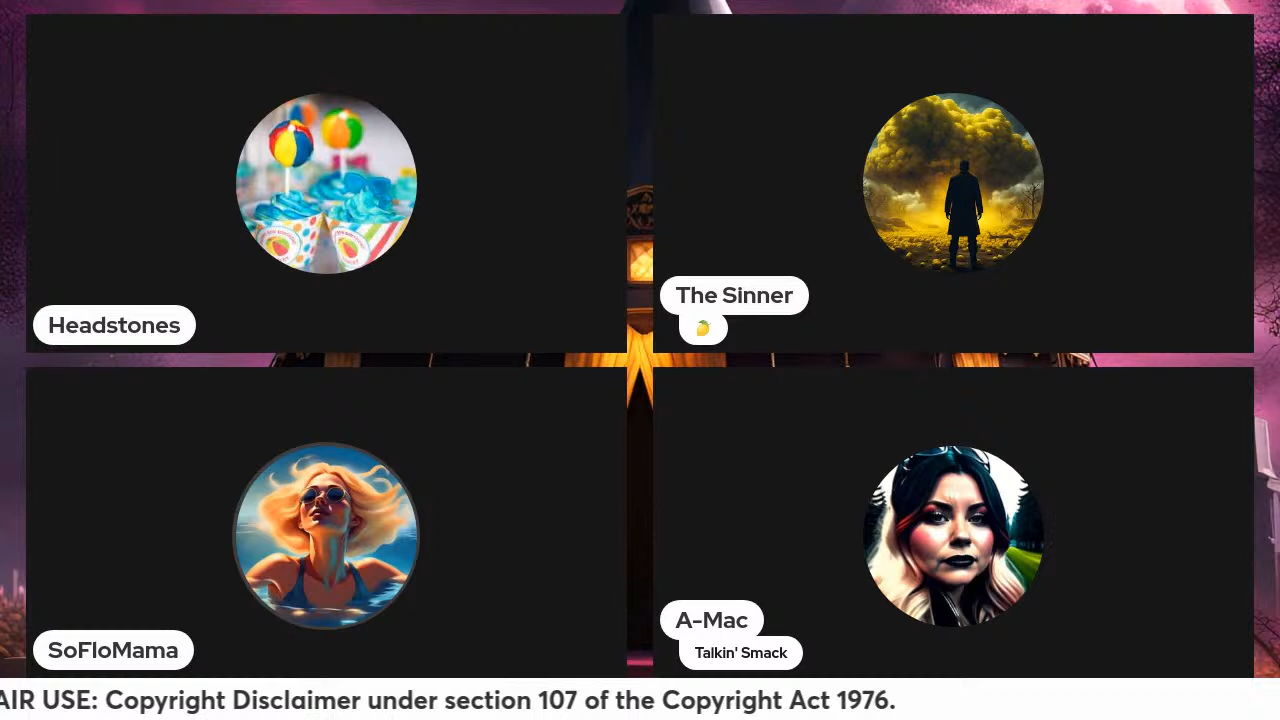 Headstones
The Sinner
🍋
SoFloMama
A-Mac
Talkin' Smack
AIR USE: Copyright Disclaimer under section 107 of the Copyright Act 1976.